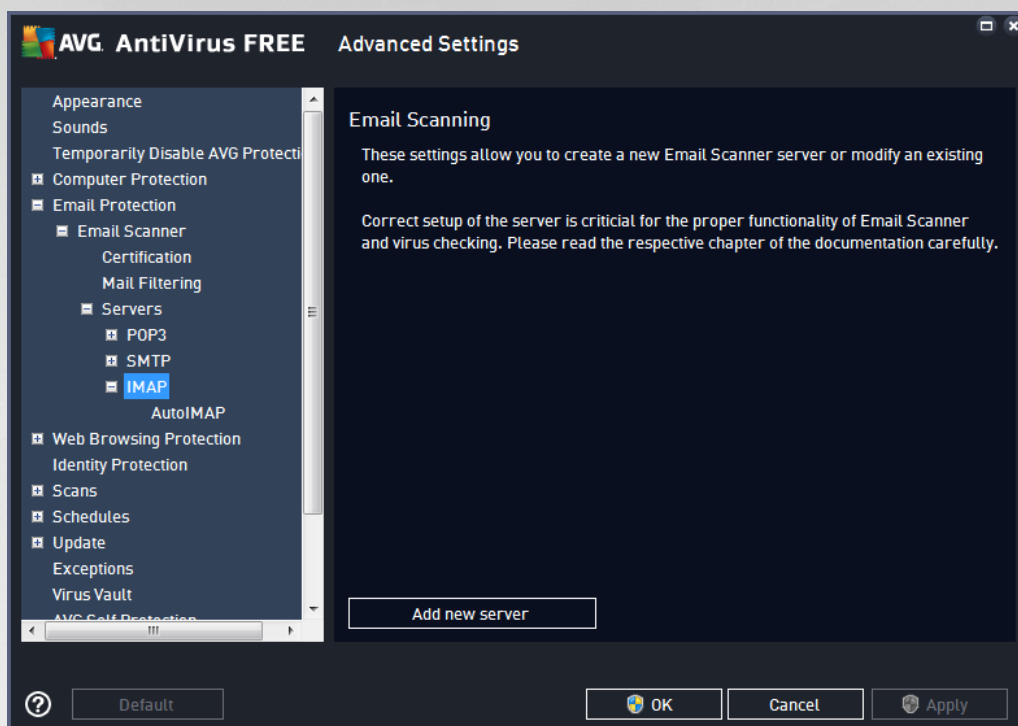 AVG. AntiVirus FREE Advanced Settings
Appearance
Sounds
Temporarily Disable AVG Protecti
Computer Protection
Email Protection
Email Scanner
Certification
Mail Filtering
Servers
POP3
SMTP
IMAP
AutoIMAP
Web Browsing Protection
Identity Protection
Scans
Schedules
Update
Exceptions
Virus Vault
AVG Self Protection
Email Scanning
These settings allow you to create a new Email Scanner server or modify an existing
one.
Correct setup of the server is criticial for the proper functionality of Email Scanner
and virus checking. Please read the respective chapter of the documentation carefully.
Add new server
Default
OK
Cancel
Apply